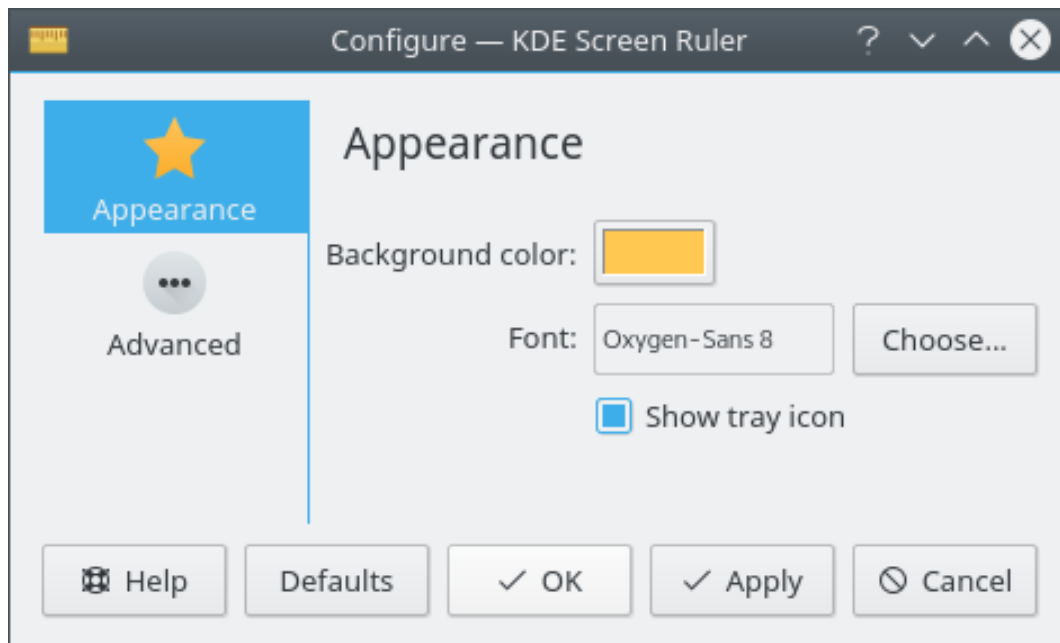 Configure — KDE Screen Ruler
Appearance
Appearance
Background color:
Font: Oxygen-Sans 8 Choose...
Show tray icon
Advanced
Help Defaults OK Apply Cancel